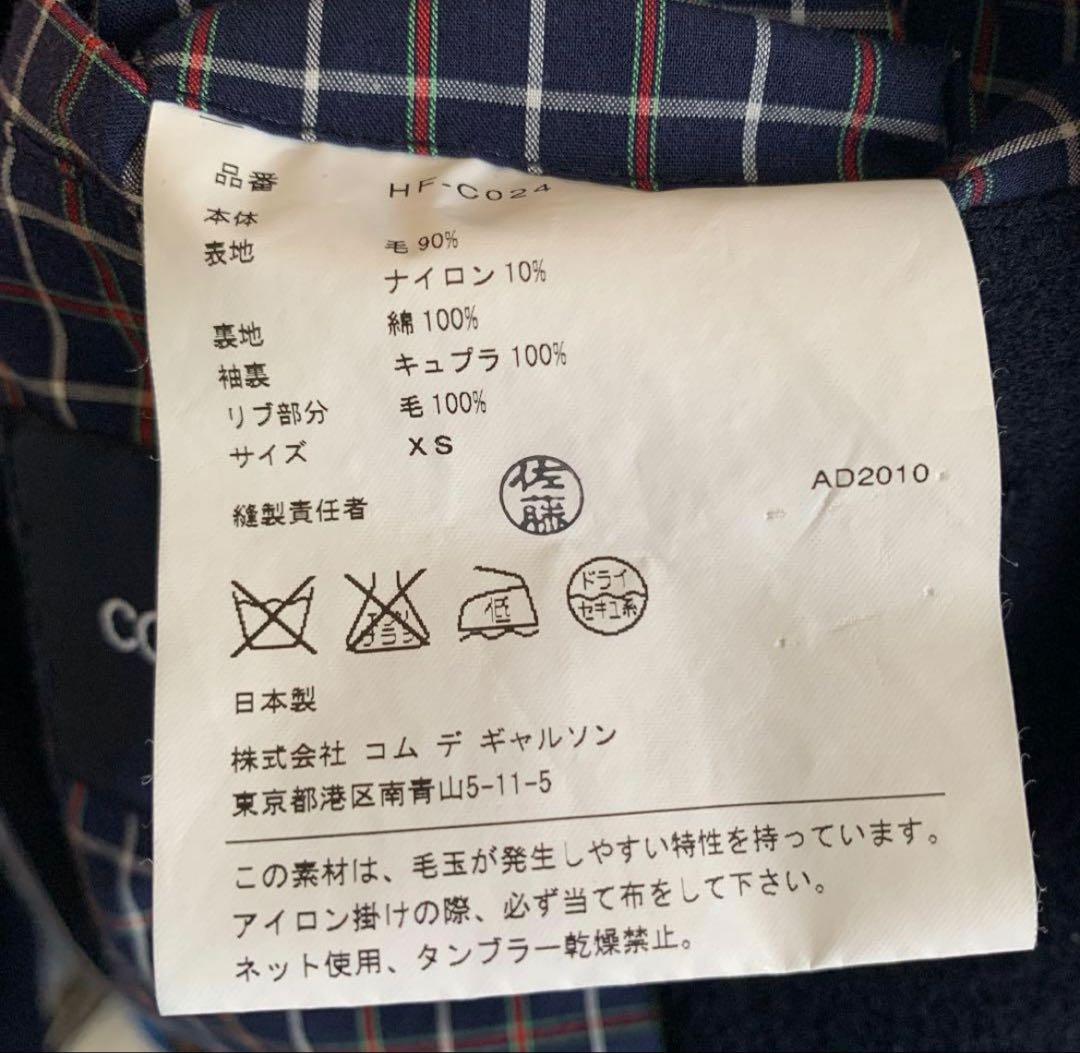 品番 HF-C024
本体
表地 毛 90%
ナイロン 10%
裏地 綿 100%
袖裏 キュプラ 100%
リブ部分 毛 100%
サイズ XS
縫製責任者 佐藤 AD2010
エンソサラシ 低 ドライ
セキユ系
日本製
株式会社 コム デ ギャルソン
東京都港区南青山5-11-5
この素材は、毛玉が発生しやすい特性を持っています。
アイロン掛けの際、必ず当て布をして下さい。
ネット使用、タンブラー乾燥禁止。